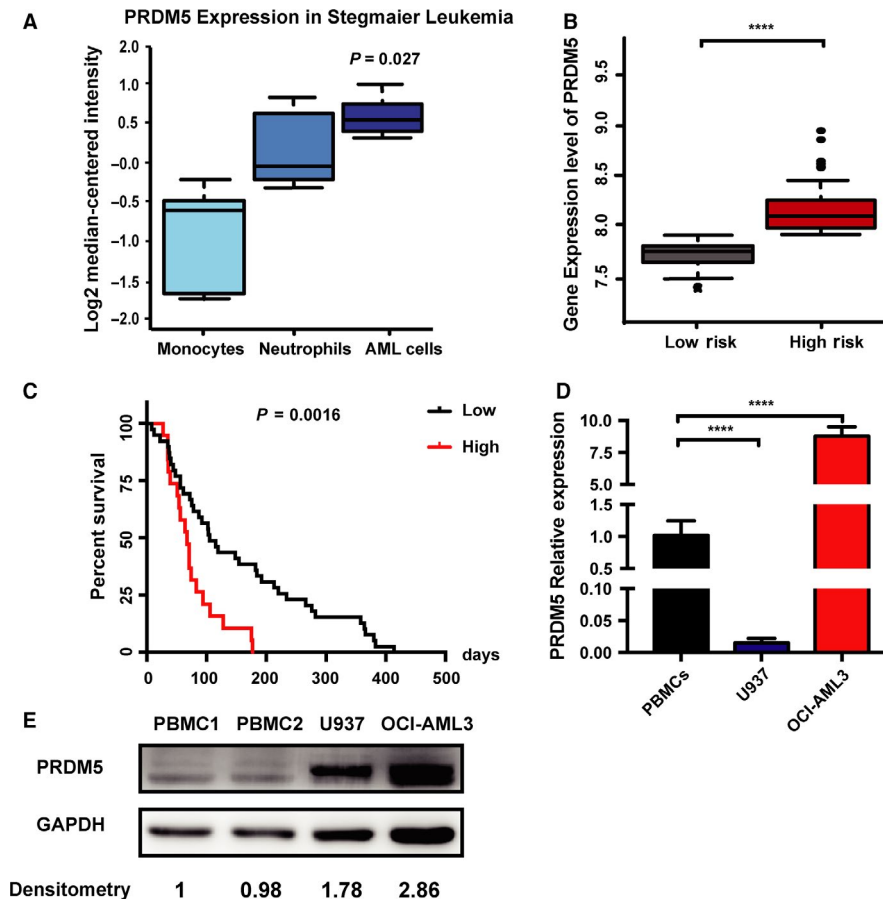 A
PRDM5 Expression in Stegmaier Leukemia
Log2 median-centered intensity
2.0
1.0
0.5
−0.0
−0.5
−1.0
−1.5
−2.0
P = 0.027
Monocytes Neutrophils AML cells
B
Gene Expression level of PRDM5
9.5
9.0
8.5
8.0
7.5
****
Low risk High risk
C
Percent survival
100
75
50
25
0
P = 0.0016
Low
High
0 100 200 300 400 500 days
D
PRDM5 Relative expression
10.0
7.5
5.0
1.5
1.0
0.5
0.10
0.05
0.00
****
****
PBMCs U937 OCI-AML3
E
PBMC1 PBMC2 U937 OCI-AML3
PRDM5
GAPDH
Densitometry 1 0.98 1.78 2.86